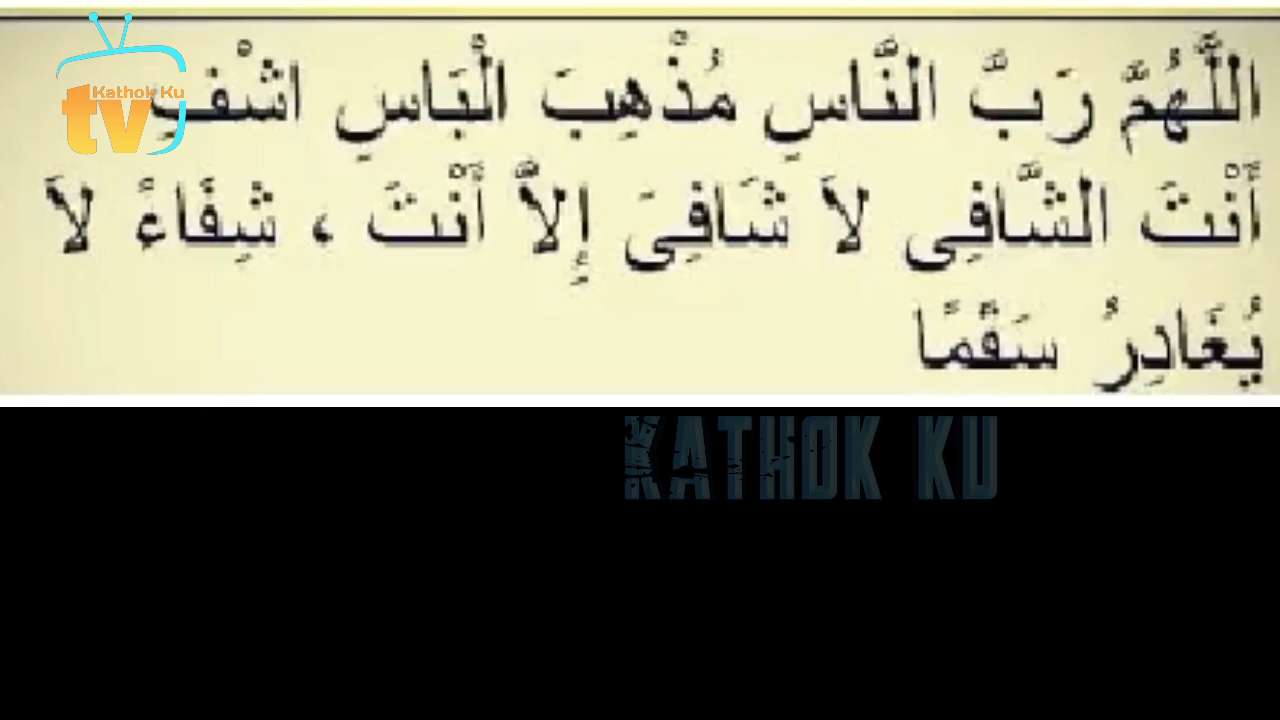 Kathok Ku
tv
اللَّهُمَّ رَبَّ النَّاسِ مُذْهِبَ الْبَاسِ اشْفِ
أَنْتَ الشَّافِى لاَ شَافِىَ إِلاَّ أَنْتَ ، شِفَاءً لاَ
يُغَادِرُ سَقَمًا
KATHOK KU